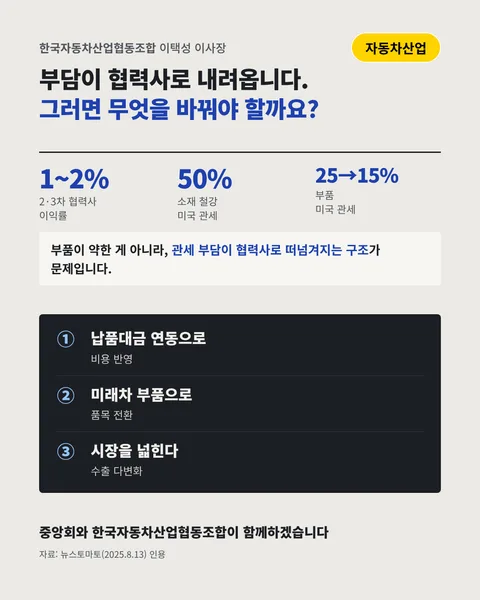 한국자동차산업협동조합 이택성 이사장
자동차산업
부담이 협력사로 내려옵니다.
그러면 무엇을 바꿔야 할까요?
1~2%
2·3차 협력사
이익률
50%
소재 철강
미국 관세
25→15%
부품
미국 관세
부품이 약한 게 아니라, 관세 부담이 협력사로 떠넘겨지는 구조가
문제입니다.
① 납품대금 연동으로
비용 반영
② 미래차 부품으로
품목 전환
③ 시장을 넓힌다
수출 다변화
중앙회와 한국자동차산업협동조합이 함께하겠습니다
자료: 뉴스토마토(2025.8.13) 인용